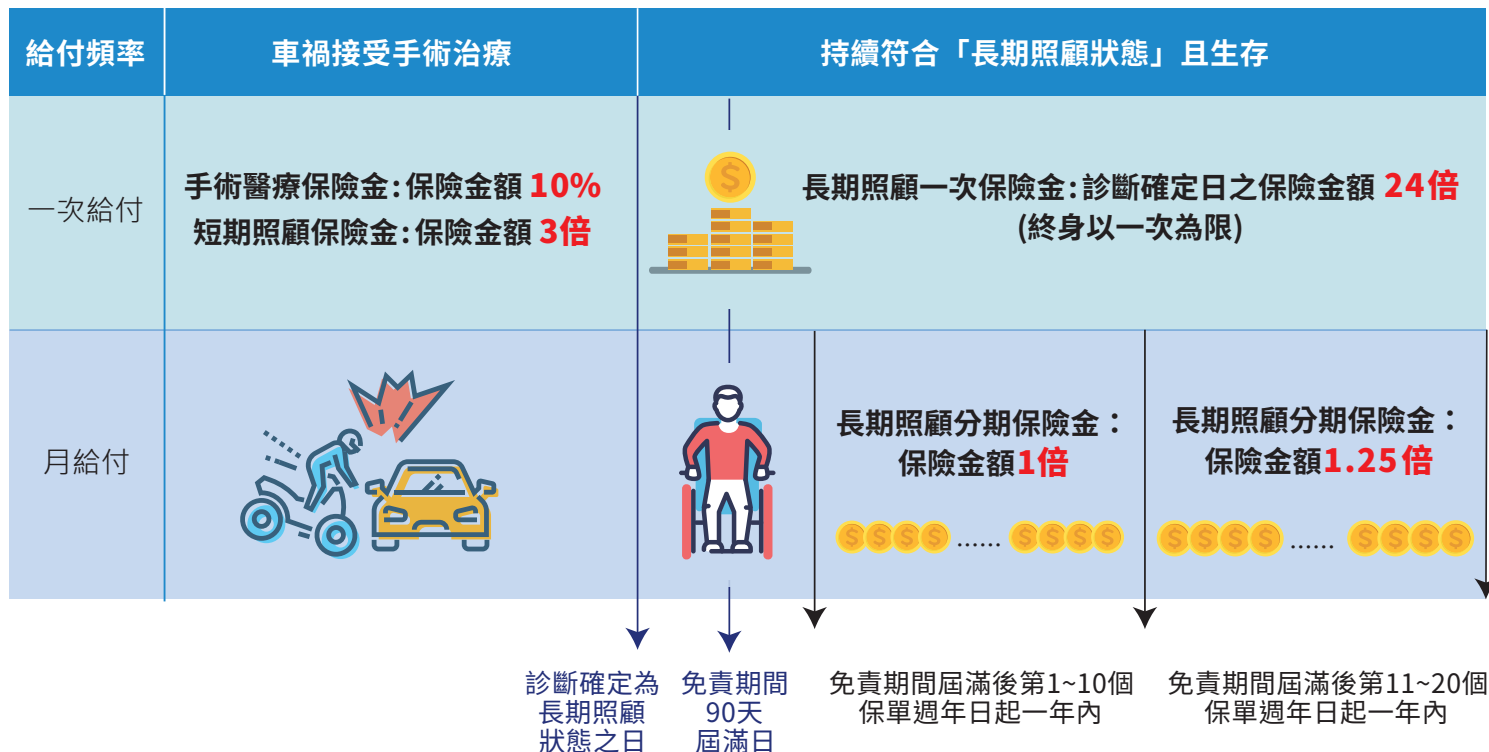 給付頻率
車禍接受手術治療
持續符合「長期照顧狀態」且生存
一次給付
手術醫療保險金:保險金額 10%
短期照顧保險金:保險金額 3倍
$
長期照顧一次保險金:診斷確定日之保險金額 24倍
(終身以一次為限)
月給付
長期照顧分期保險金：
保險金額1倍
$$$$ ...... $$$$
長期照顧分期保險金：
保險金額1.25倍
$$$$ ...... $$$$
診斷確定為
長期照顧
狀態之日
免責期間
90天
屆滿日
免責期間屆滿後第1~10個
保單週年日起一年內
免責期間屆滿後第11~20個
保單週年日起一年內